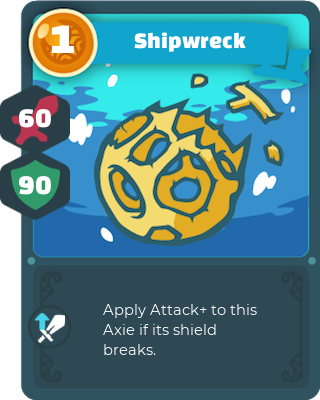 1
Shipwreck
60
90
Apply Attack+ to this
Axie if its shield
breaks.